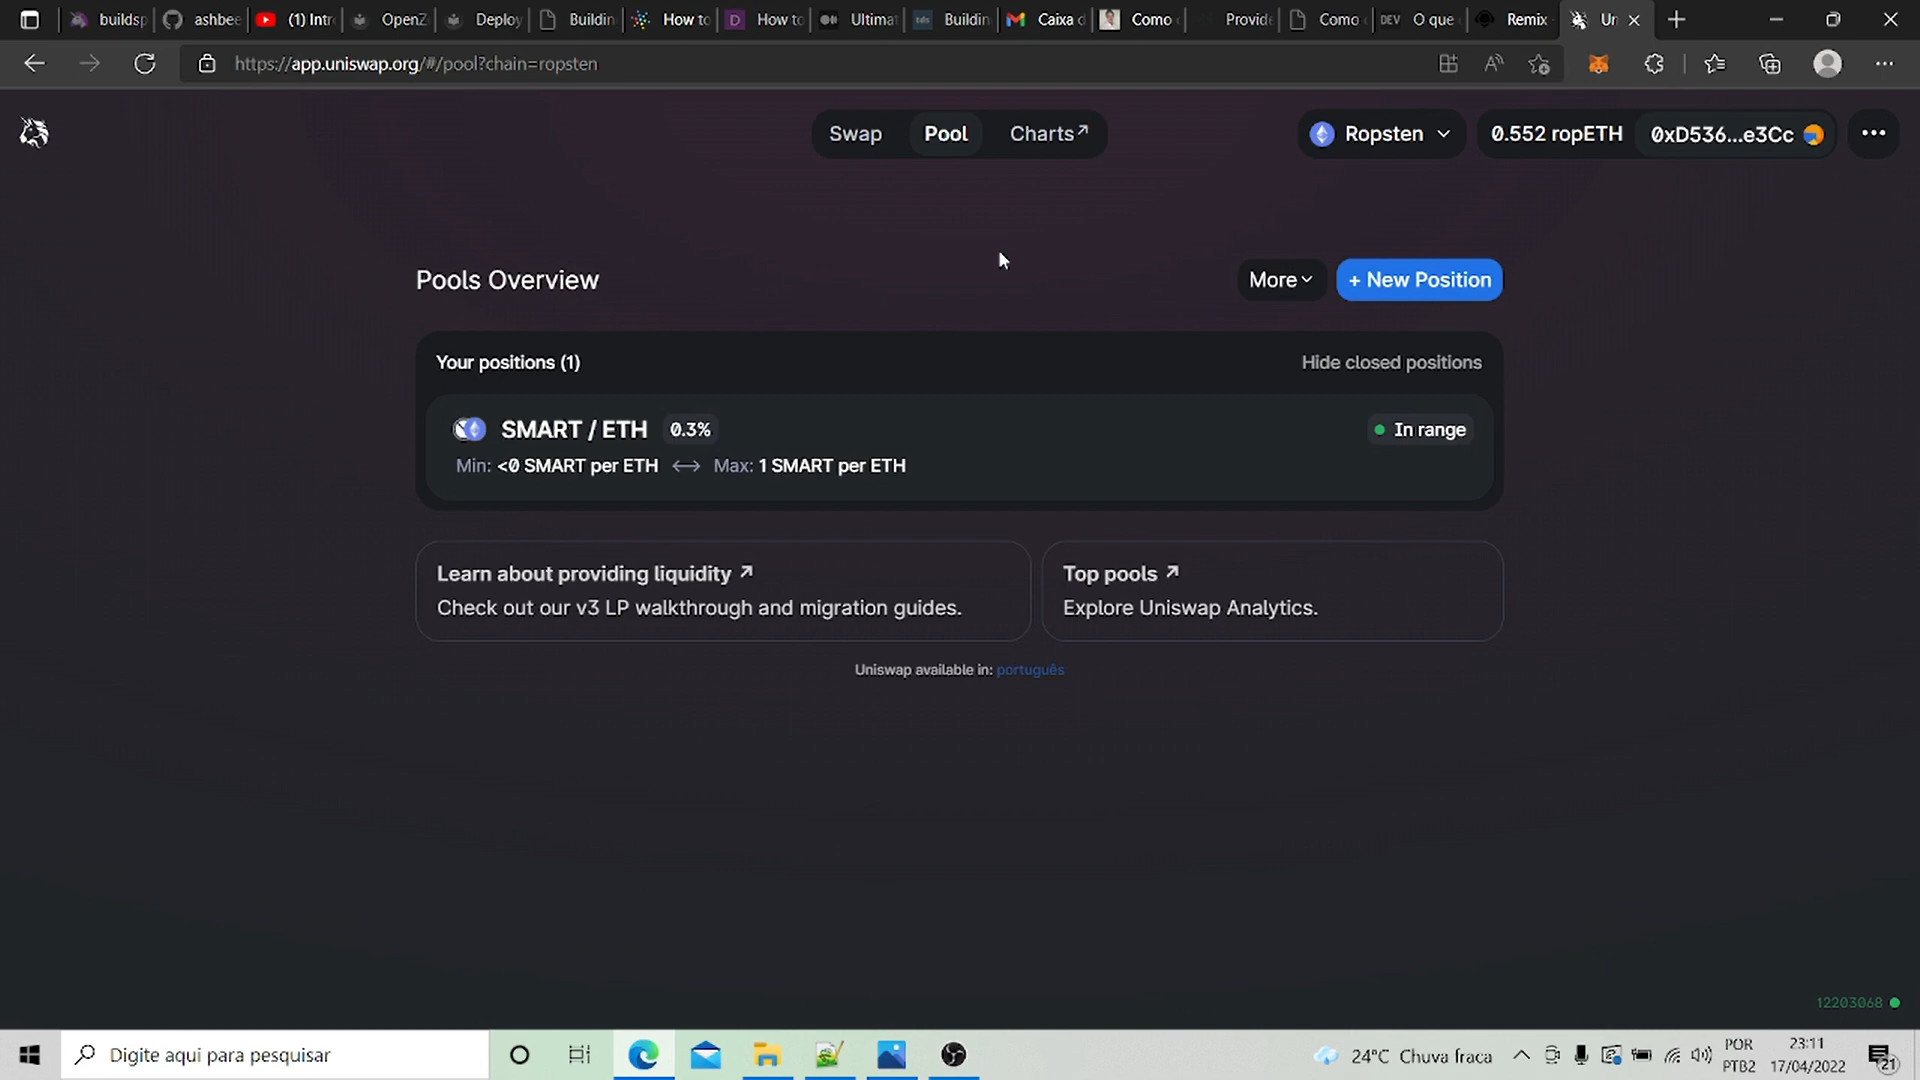 buildsp
ashbee
(1) Intr
OpenZ
Deploy
Buildin
How to
How to
Ultimat
Buildin
Caixa d
Como
Provide
Como
O que
Remix
Un
https://app.uniswap.org/#/pool?chain=ropsten
Swap
Pool
Charts↗
Ropsten
0.552 ropETH
0xD536...e3Cc
Pools Overview
More
+ New Position
Your positions (1)
Hide closed positions
SMART / ETH
0.3%
In range
Min: <0 SMART per ETH ⟷ Max: 1 SMART per ETH
Learn about providing liquidity ↗
Check out our v3 LP walkthrough and migration guides.
Top pools ↗
Explore Uniswap Analytics.
Uniswap available in: português
12203068
Digite aqui para pesquisar
24°C Chuva fraca
POR
PTB2
23:11
17/04/2022
21